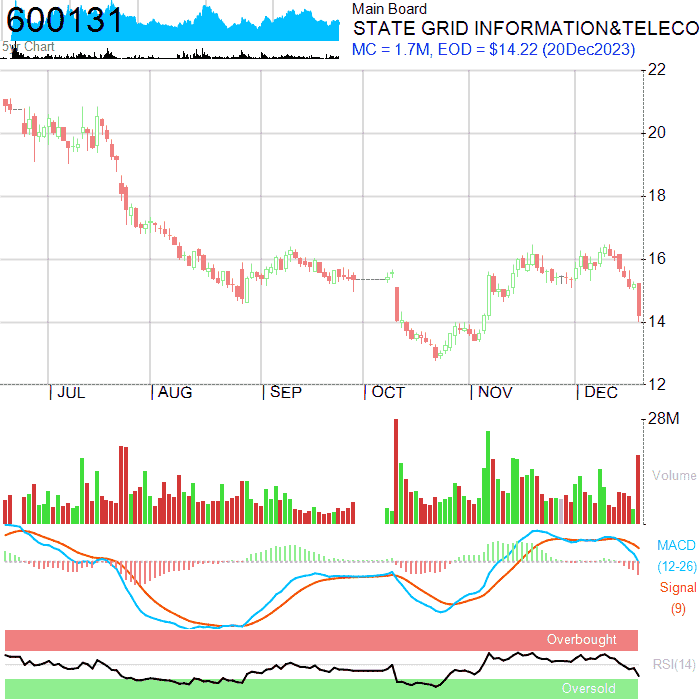 600131
5yr Chart
Main Board
STATE GRID INFORMATION&TELECO
MC = 1.7M, EOD = $14.22 (20Dec2023)
22
20
18
16
14
12
JUL AUG SEP OCT NOV DEC
28M
Volume
MACD
(12-26)
Signal
(9)
Overbought
RSI(14)
Oversold